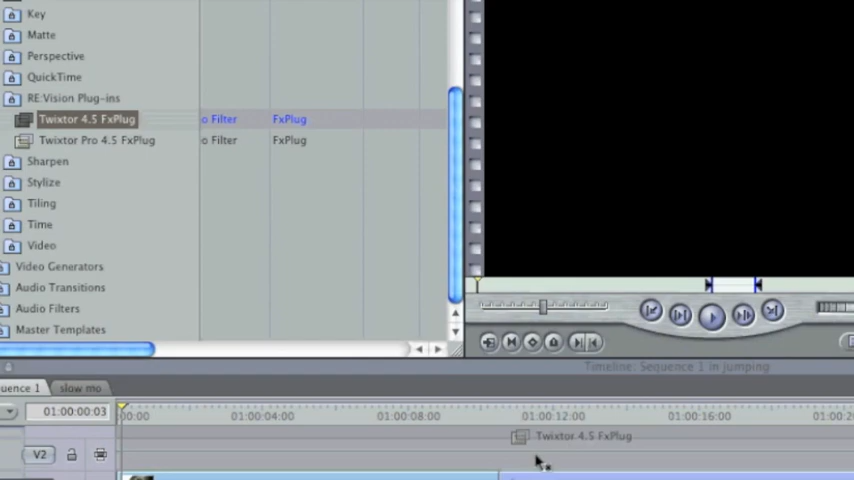 Key
Matte
Perspective
QuickTime
RE:Vision Plug-ins
Twixtor 4.5 FxPlug o Filter FxPlug
Twixtor Pro 4.5 FxPlug o Filter FxPlug
Sharpen
Stylize
Tiling
Time
Video
Video Generators
Audio Transitions
Audio Filters
Master Templates
Timeline: Sequence 1 in jumping
uence 1 slow mo
01:00:00:03 00:00 01:00:04:00 01:00:08:00 01:00:12:00 01:00:16:00 01:00:20
Twixtor 4.5 FxPlug
V2